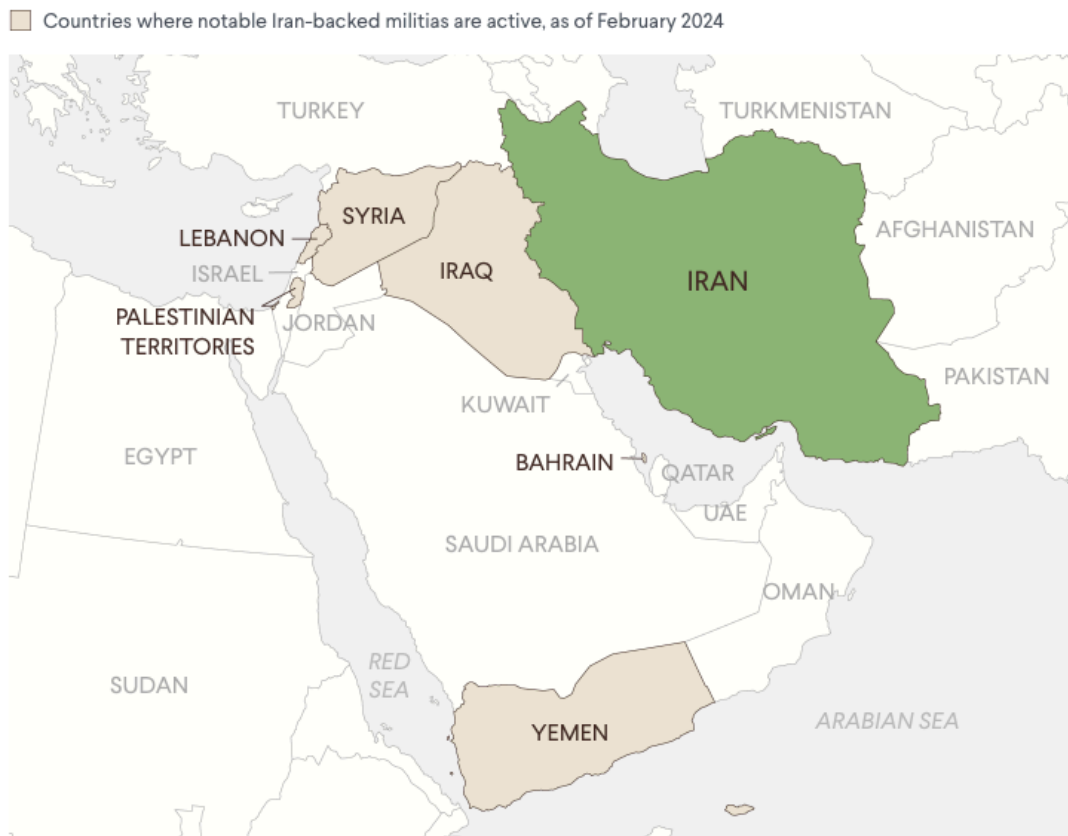 Countries where notable Iran-backed militias are active, as of February 2024
TURKEY
TURKMENISTAN
SYRIA
AFGHANISTAN
LEBANON
ISRAEL
IRAQ
IRAN
PALESTINIAN
TERRITORIES
JORDAN
PAKISTAN
KUWAIT
EGYPT
BAHRAIN
QATAR
UAE
SAUDI ARABIA
OMAN
RED
SEA
SUDAN
ARABIAN SEA
YEMEN